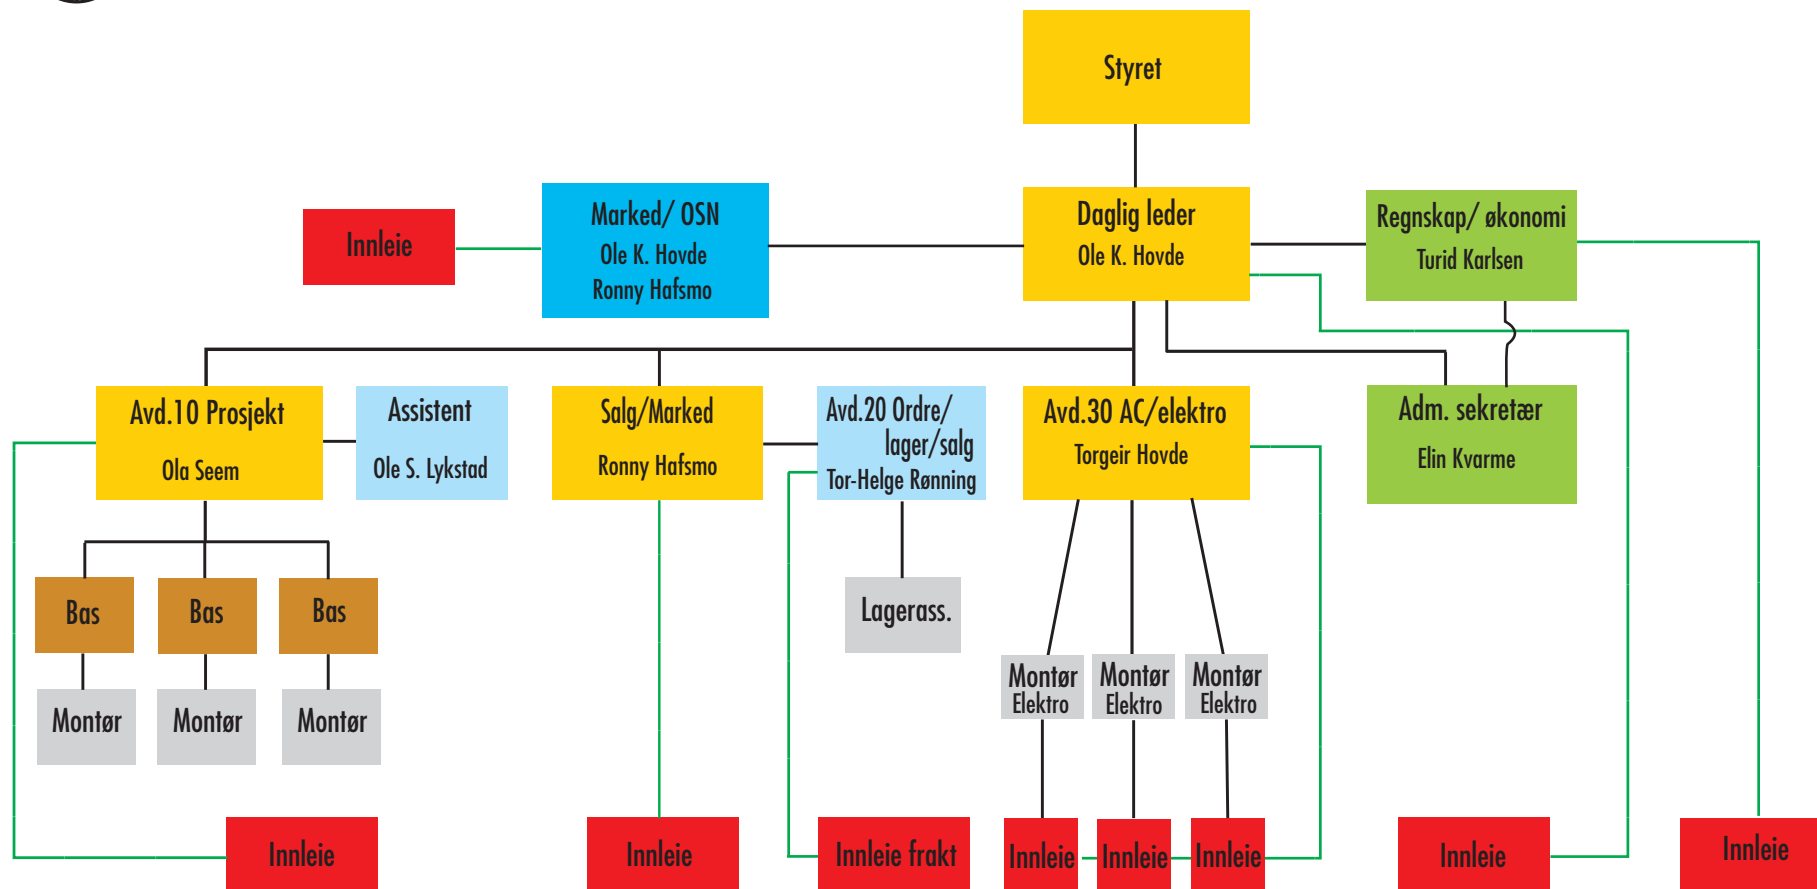 Styret
Innleie
Marked/ OSN
Ole K. Hovde
Ronny Hafsmo
Daglig leder
Ole K. Hovde
Regnskap/ økonomi
Turid Karlsen
Avd.10 Prosjekt
Ola Seem
Assistent
Ole S. Lykstad
Salg/Marked
Ronny Hafsmo
Avd.20 Ordre/
lager/salg
Tor-Helge Rønning
Avd.30 AC/elektro
Torgeir Hovde
Adm. sekretær
Elin Kvarme
Bas
Bas
Bas
Lagerass.
Montør
Montør
Montør
Montør
Elektro
Montør
Elektro
Montør
Elektro
Innleie
Innleie
Innleie frakt
Innleie
Innleie
Innleie
Innleie
Innleie